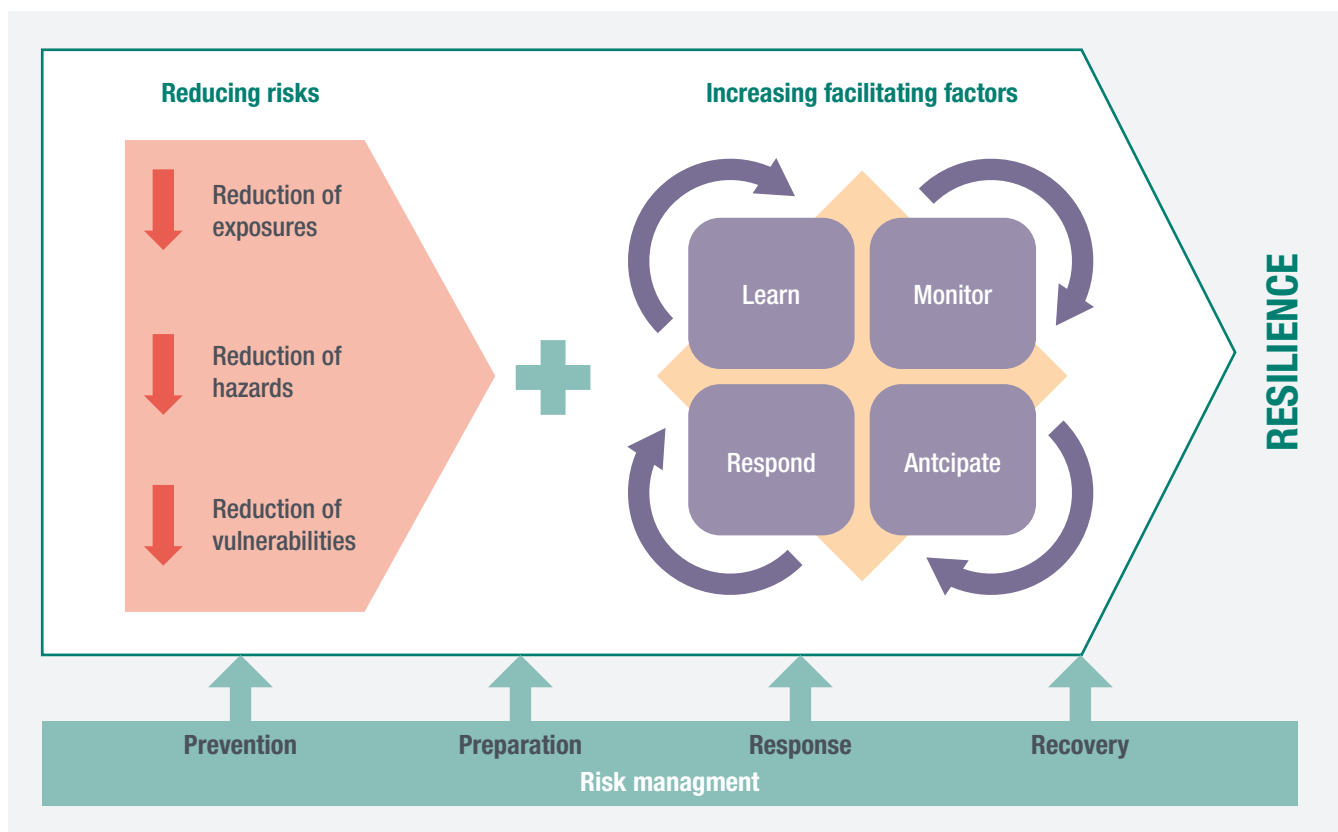 Reducing risks
Increasing facilitating factors
Reduction of
exposures
Reduction of
hazards
Reduction of
vulnerabilities
Learn
Monitor
Respond
Antcipate
RESILIENCE
Prevention
Preparation
Response
Recovery
Risk managment